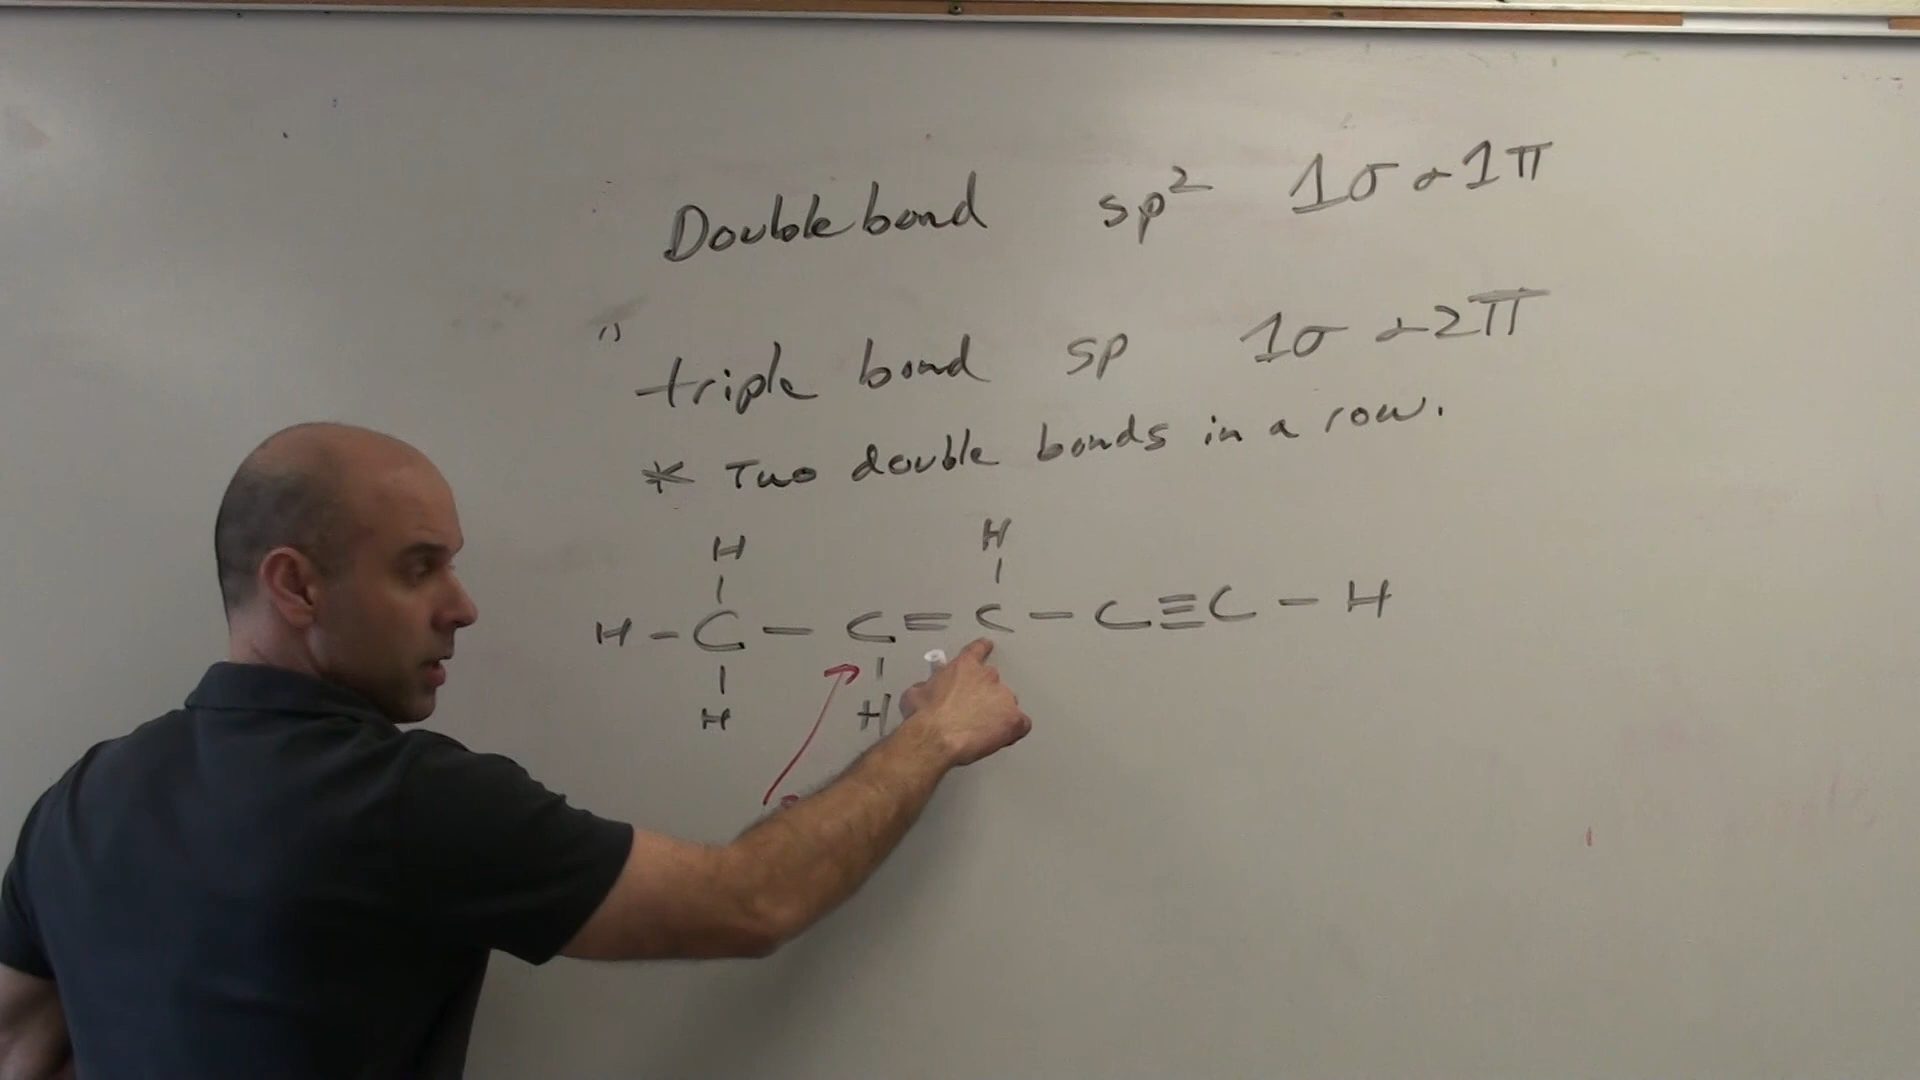 Double bond sp² 1σ & 1π
"
triple bond sp 1σ & 2π
* Two double bonds in a row.
H H
H - C - C = C - C ≡ C - H
H H